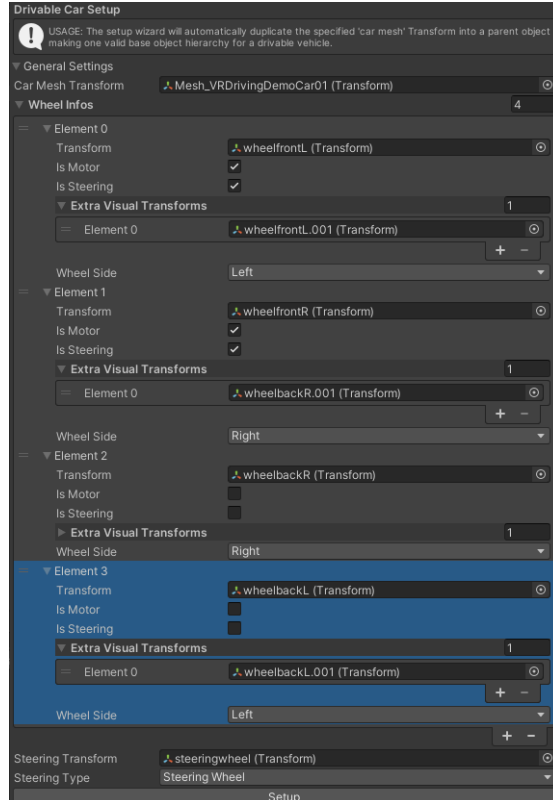 Drivable Car Setup
USAGE: The setup wizard will automatically duplicate the specified 'car mesh' Transform into a parent object
making one valid base object hierarchy for a drivable vehicle.
General Settings
Car Mesh Transform Mesh_VRDrivingDemoCar01 (Transform)
Wheel Infos 4
Element 0
Transform wheelfrontL (Transform)
Is Motor
Is Steering
Extra Visual Transforms 1
Element 0 wheelfrontL.001 (Transform)
+ −
Wheel Side Left
Element 1
Transform wheelfrontR (Transform)
Is Motor
Is Steering
Extra Visual Transforms 1
Element 0 wheelbackR.001 (Transform)
+ −
Wheel Side Right
Element 2
Transform wheelbackR (Transform)
Is Motor
Is Steering
Extra Visual Transforms 1
Wheel Side Right
Element 3
Transform wheelbackL (Transform)
Is Motor
Is Steering
Extra Visual Transforms 1
Element 0 wheelbackL.001 (Transform)
+ −
Wheel Side Left
+ −
Steering Transform steeringwheel (Transform)
Steering Type Steering Wheel
Setup